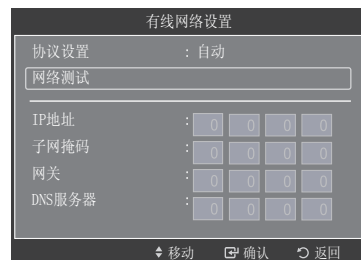 有线网络设置
协议设置 : 自动
网络测试
IP地址 : 0 0 0 0
子网掩码 : 0 0 0 0
网关 : 0 0 0 0
DNS服务器 : 0 0 0 0
移动 确认 返回